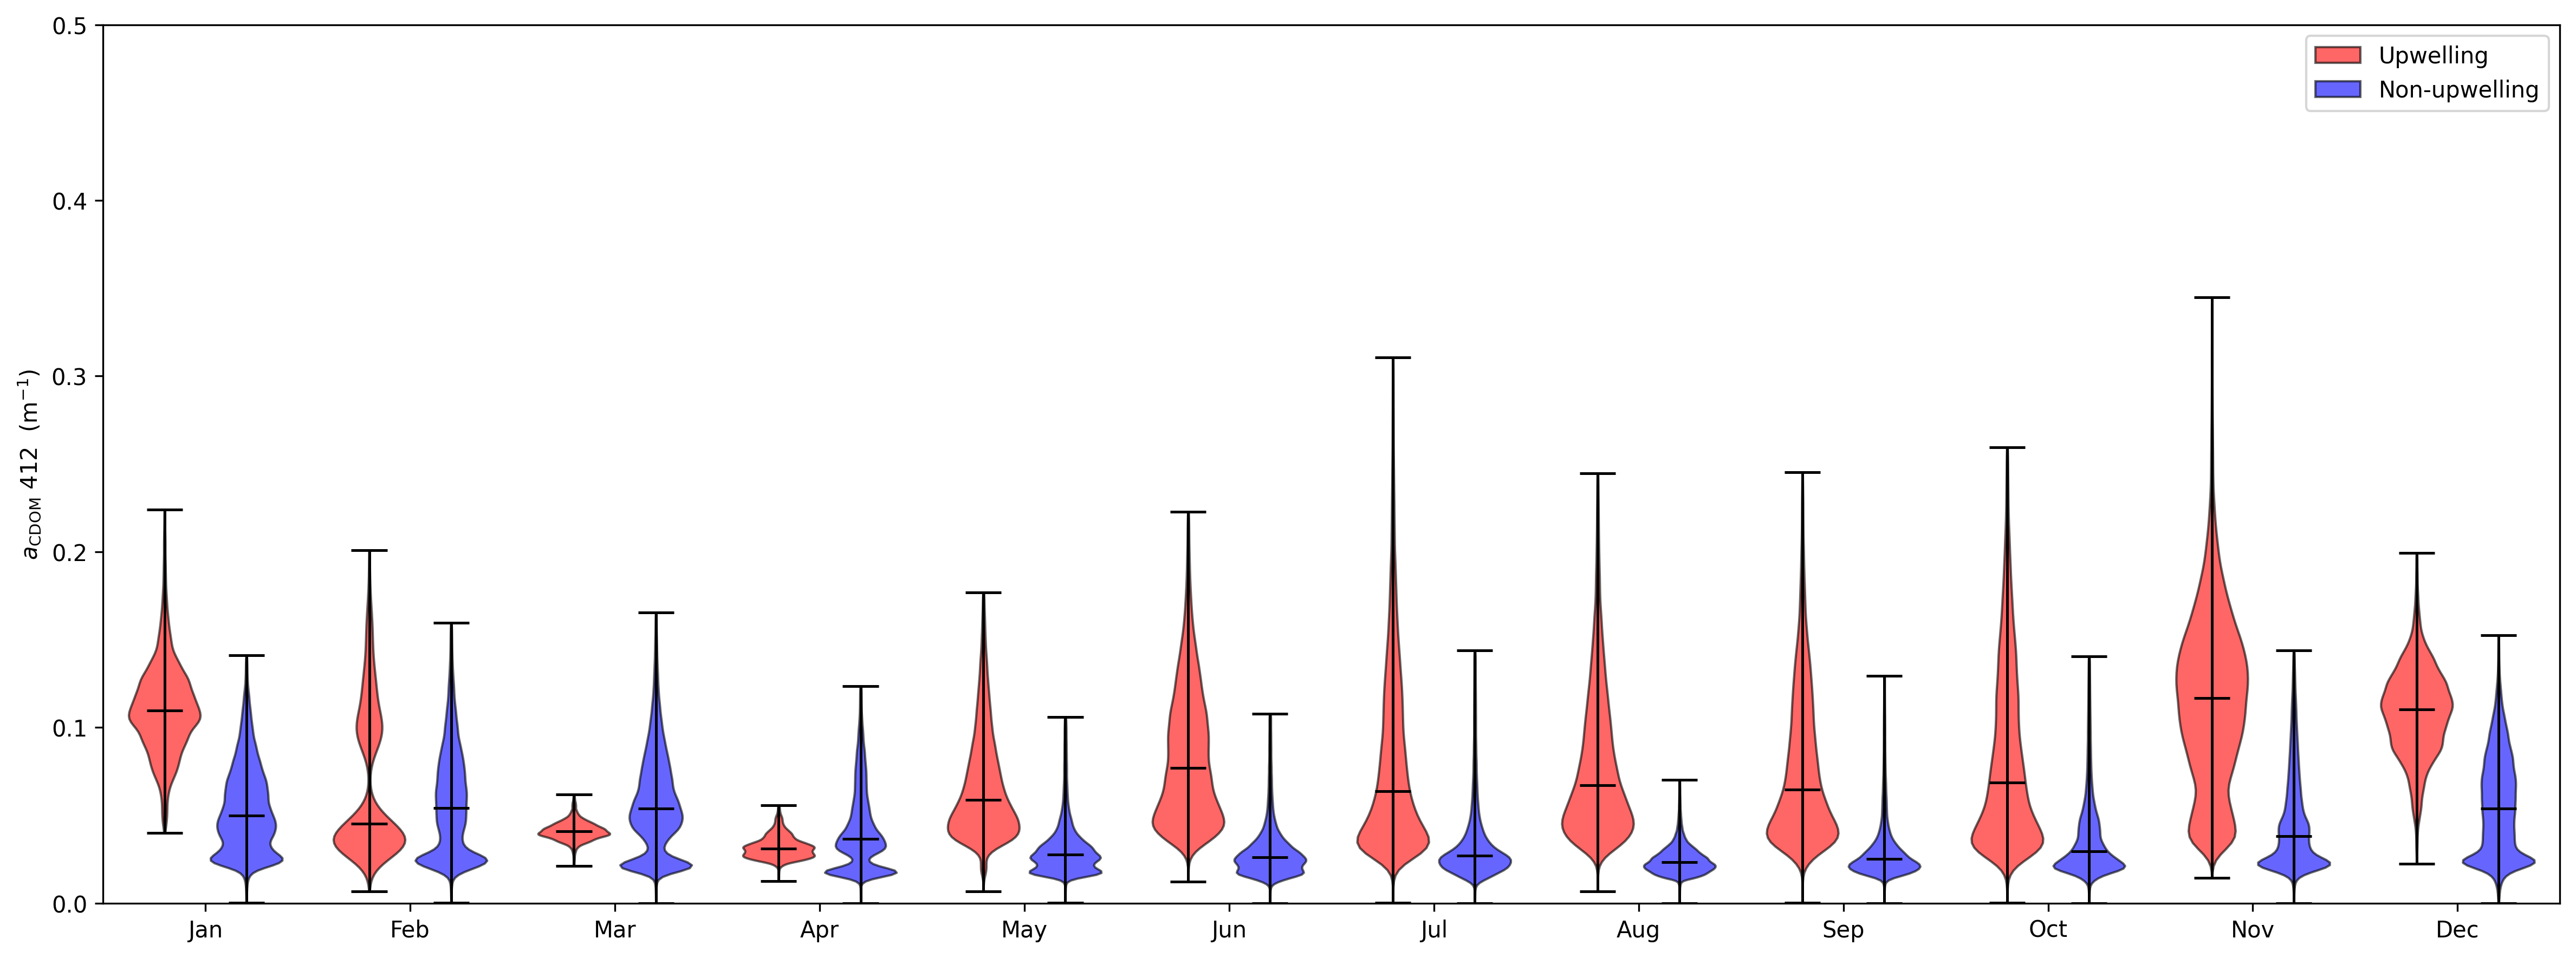 0.5
0.4
0.3
0.2
0.1
0.0
aCDOM 412 (m⁻¹)
Upwelling
Non-upwelling
Jan Feb Mar Apr May Jun Jul Aug Sep Oct Nov Dec